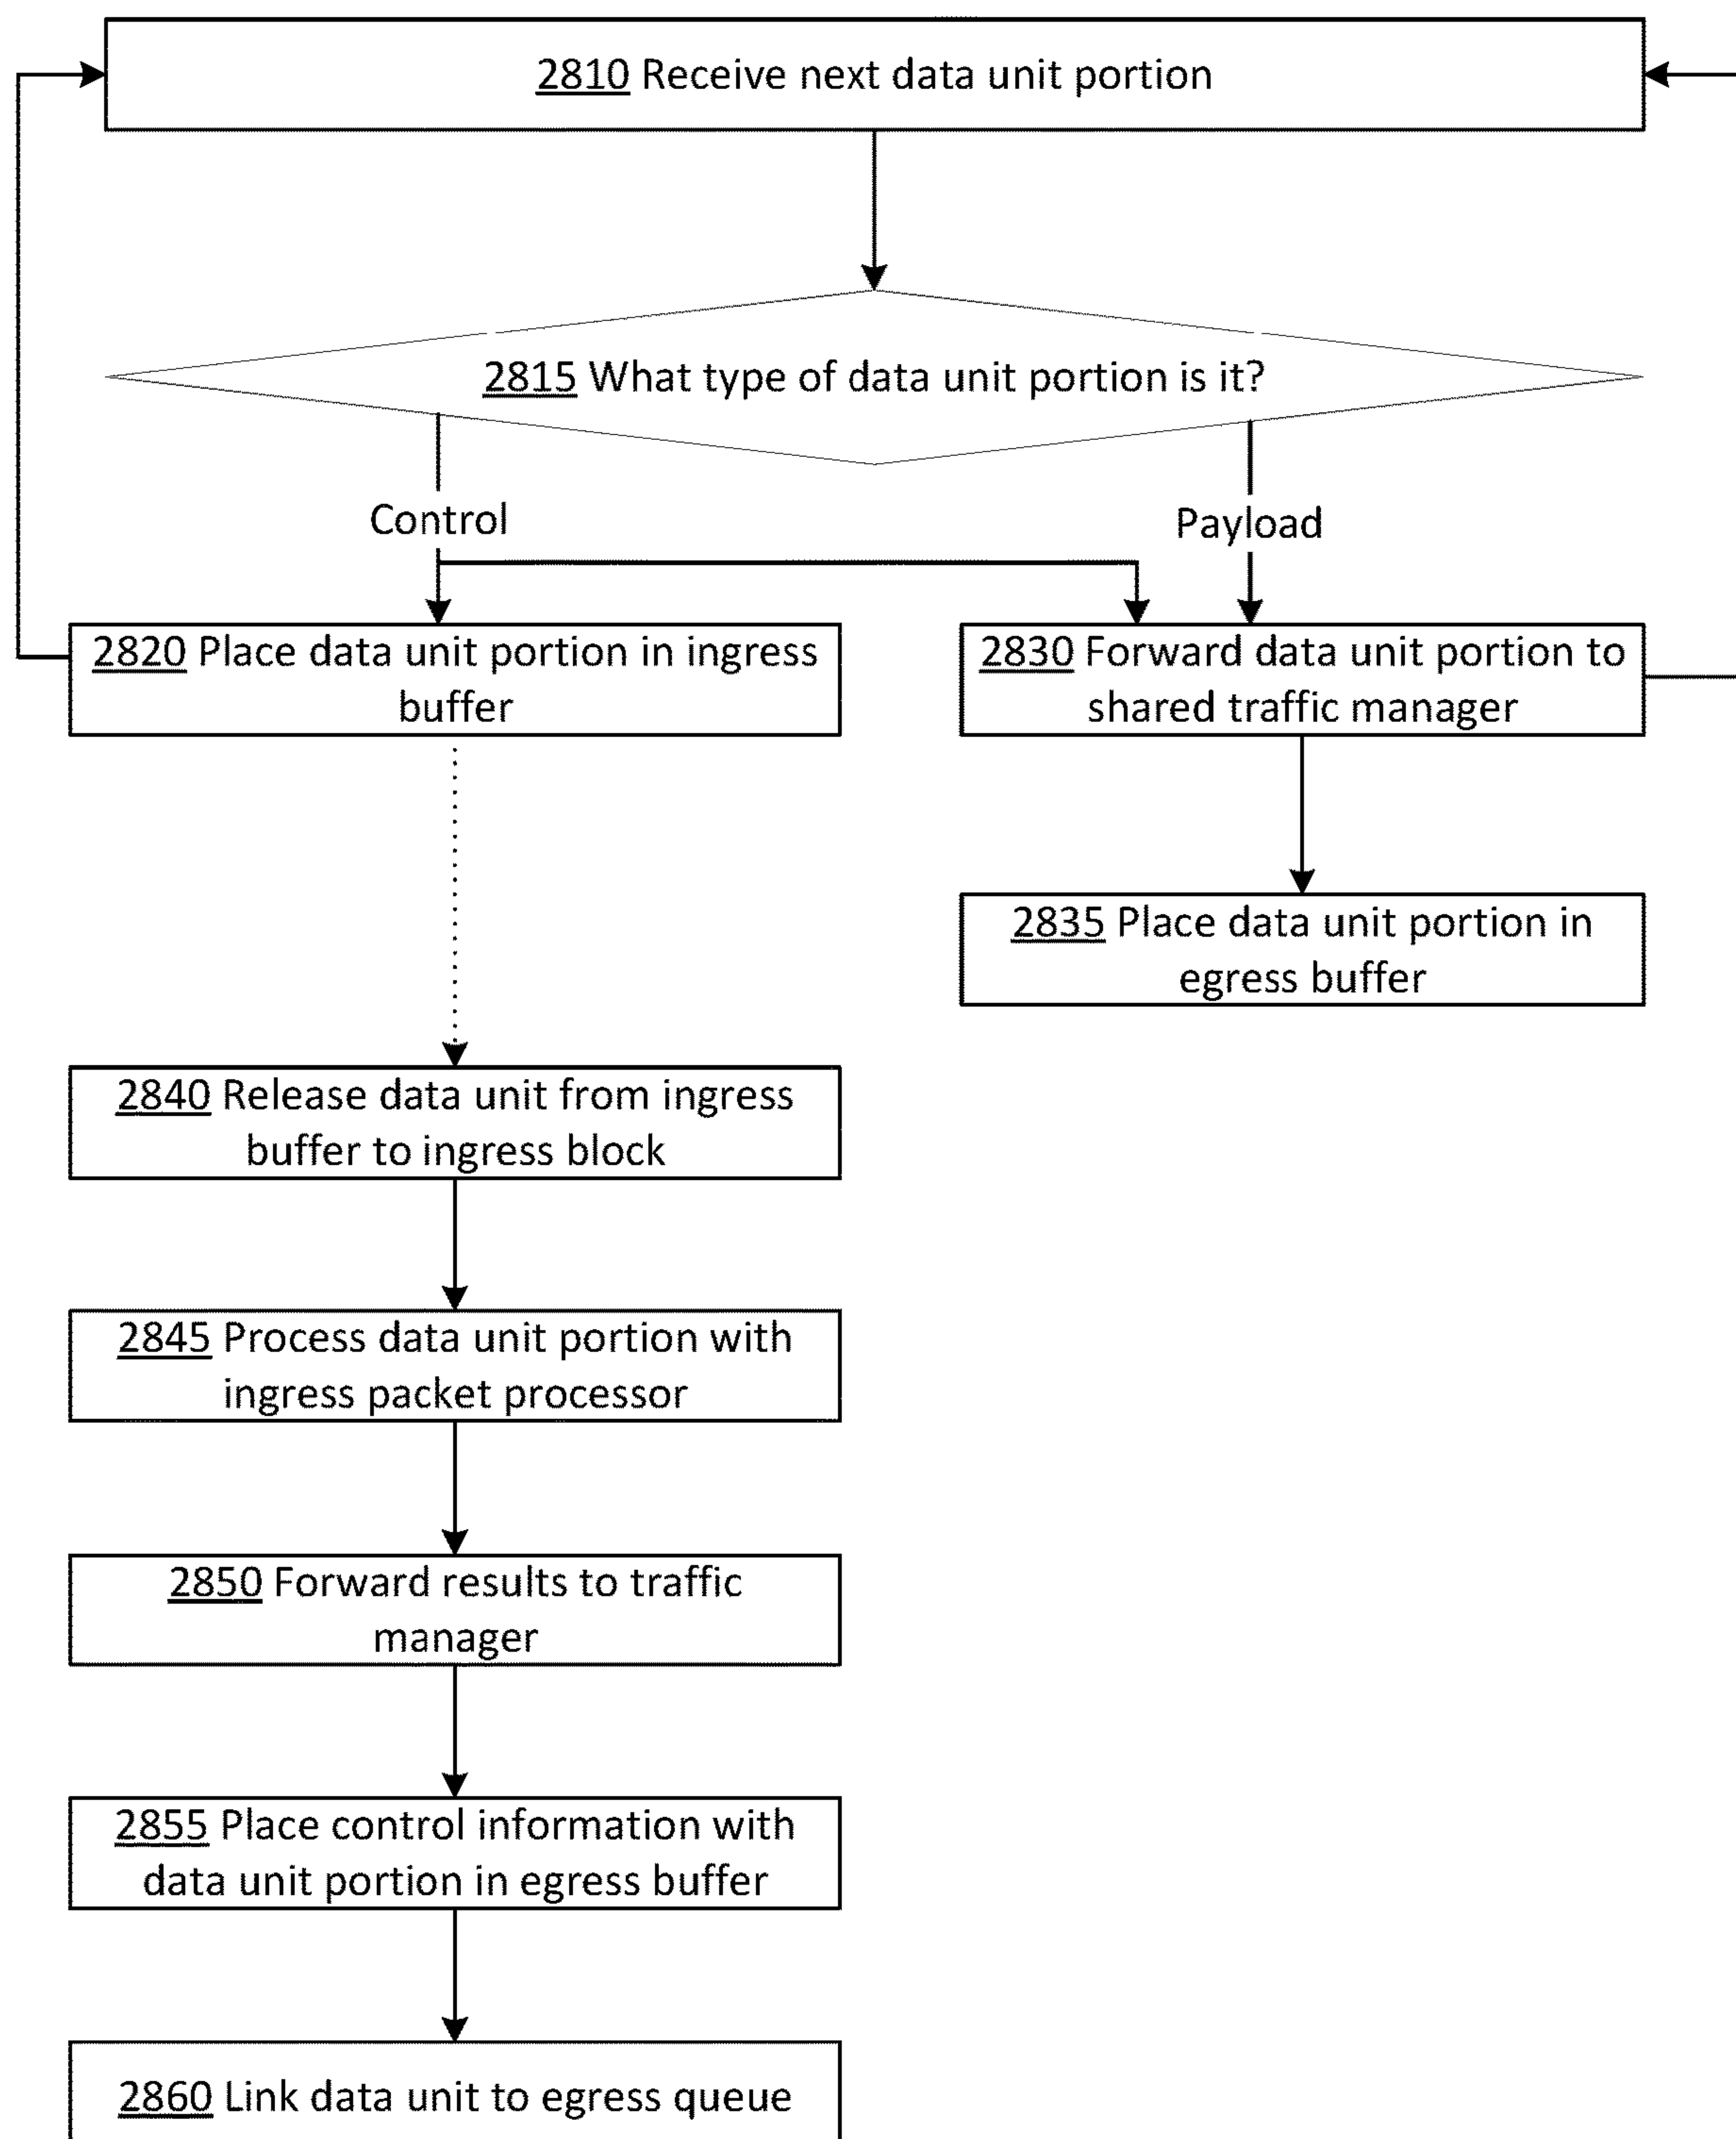 2810 Receive next data unit portion
2815 What type of data unit portion is it?
Control
Payload
2820 Place data unit portion in ingress
buffer
2830 Forward data unit portion to
shared traffic manager
2835 Place data unit portion in
egress buffer
2840 Release data unit from ingress
buffer to ingress block
2845 Process data unit portion with
ingress packet processor
2850 Forward results to traffic
manager
2855 Place control information with
data unit portion in egress buffer
2860 Link data unit to egress queue